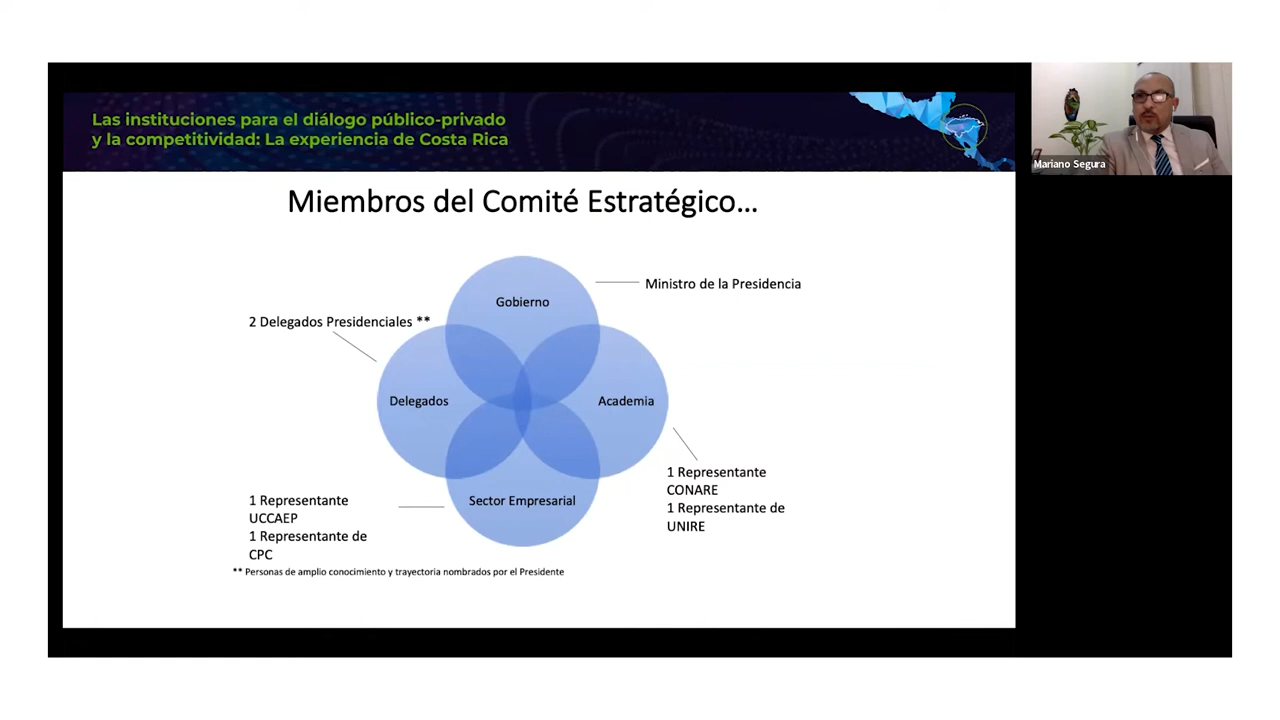 Las instituciones para el diálogo público-privado
y la competitividad: La experiencia de Costa Rica
Mariano Segura
Miembros del Comité Estratégico...
Gobierno
Ministro de la Presidencia
2 Delegados Presidenciales **
Delegados
Academia
1 Representante
CONARE
1 Representante de
UNIRE
Sector Empresarial
1 Representante
UCCAEP
1 Representante de
CPC
** Personas de amplio conocimiento y trayectoria nombrados por el Presidente